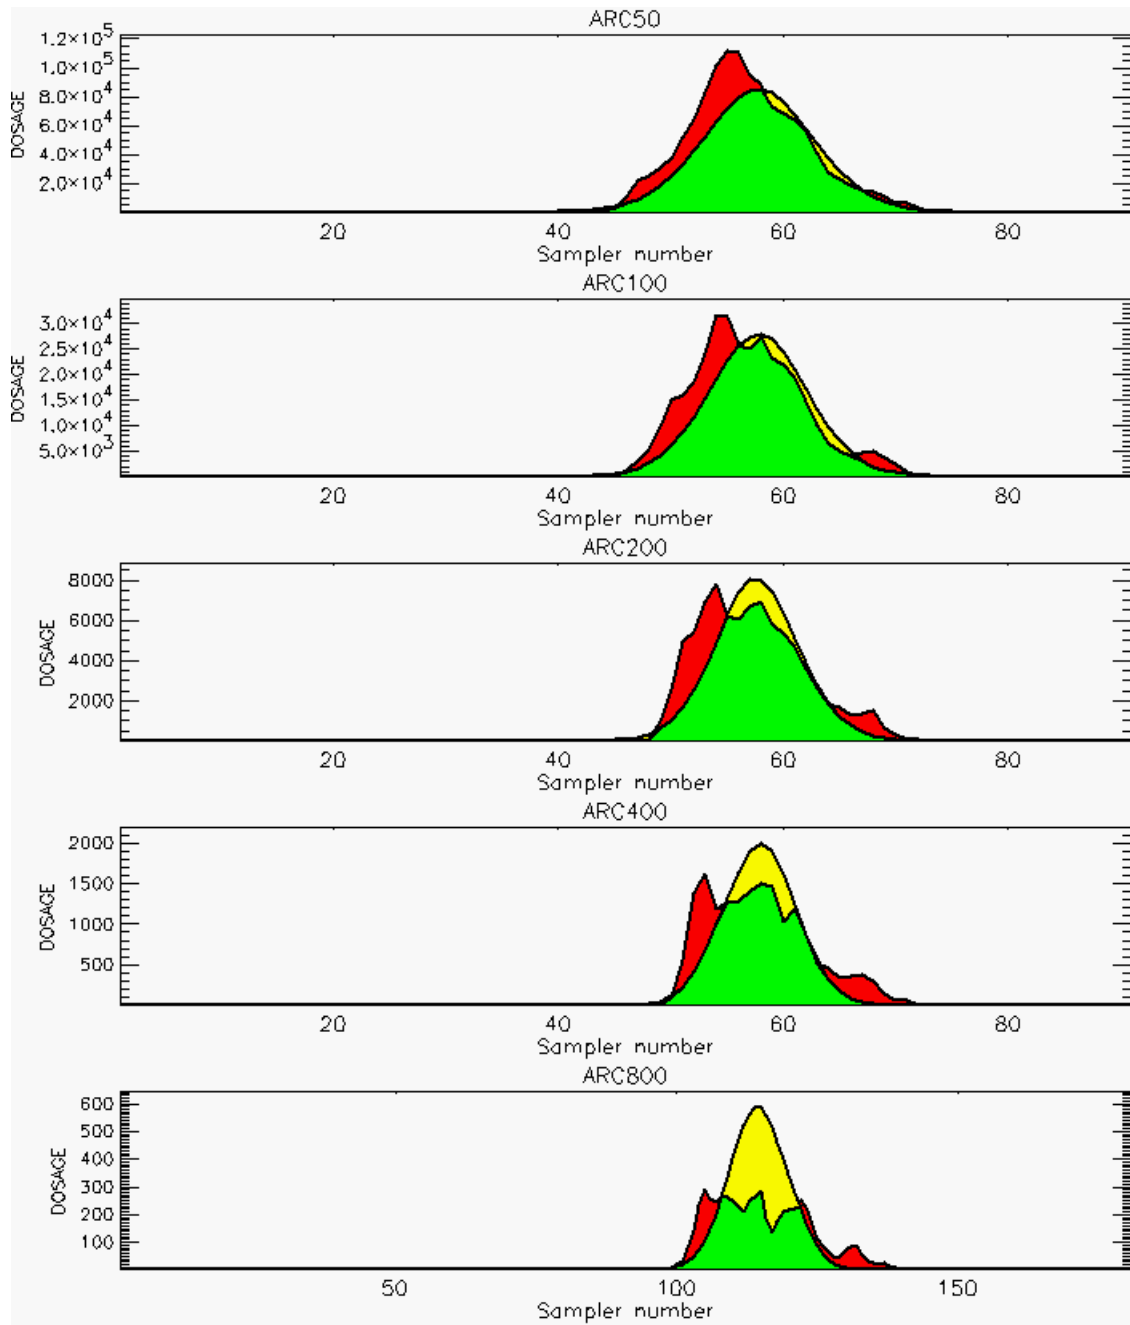 ARC50
1.2×10⁵
1.0×10⁵
8.0×10⁴
6.0×10⁴
4.0×10⁴
2.0×10⁴
DOSAGE
20 40 60 80
Sampler number
ARC100
3.0×10⁴
2.5×10⁴
2.0×10⁴
1.5×10⁴
1.0×10⁴
5.0×10³
DOSAGE
20 40 60 80
Sampler number
ARC200
8000
6000
4000
2000
DOSAGE
20 40 60 80
Sampler number
ARC400
2000
1500
1000
500
DOSAGE
20 40 60 80
Sampler number
ARC800
600
500
400
300
200
100
DOSAGE
50 100 150
Sampler number